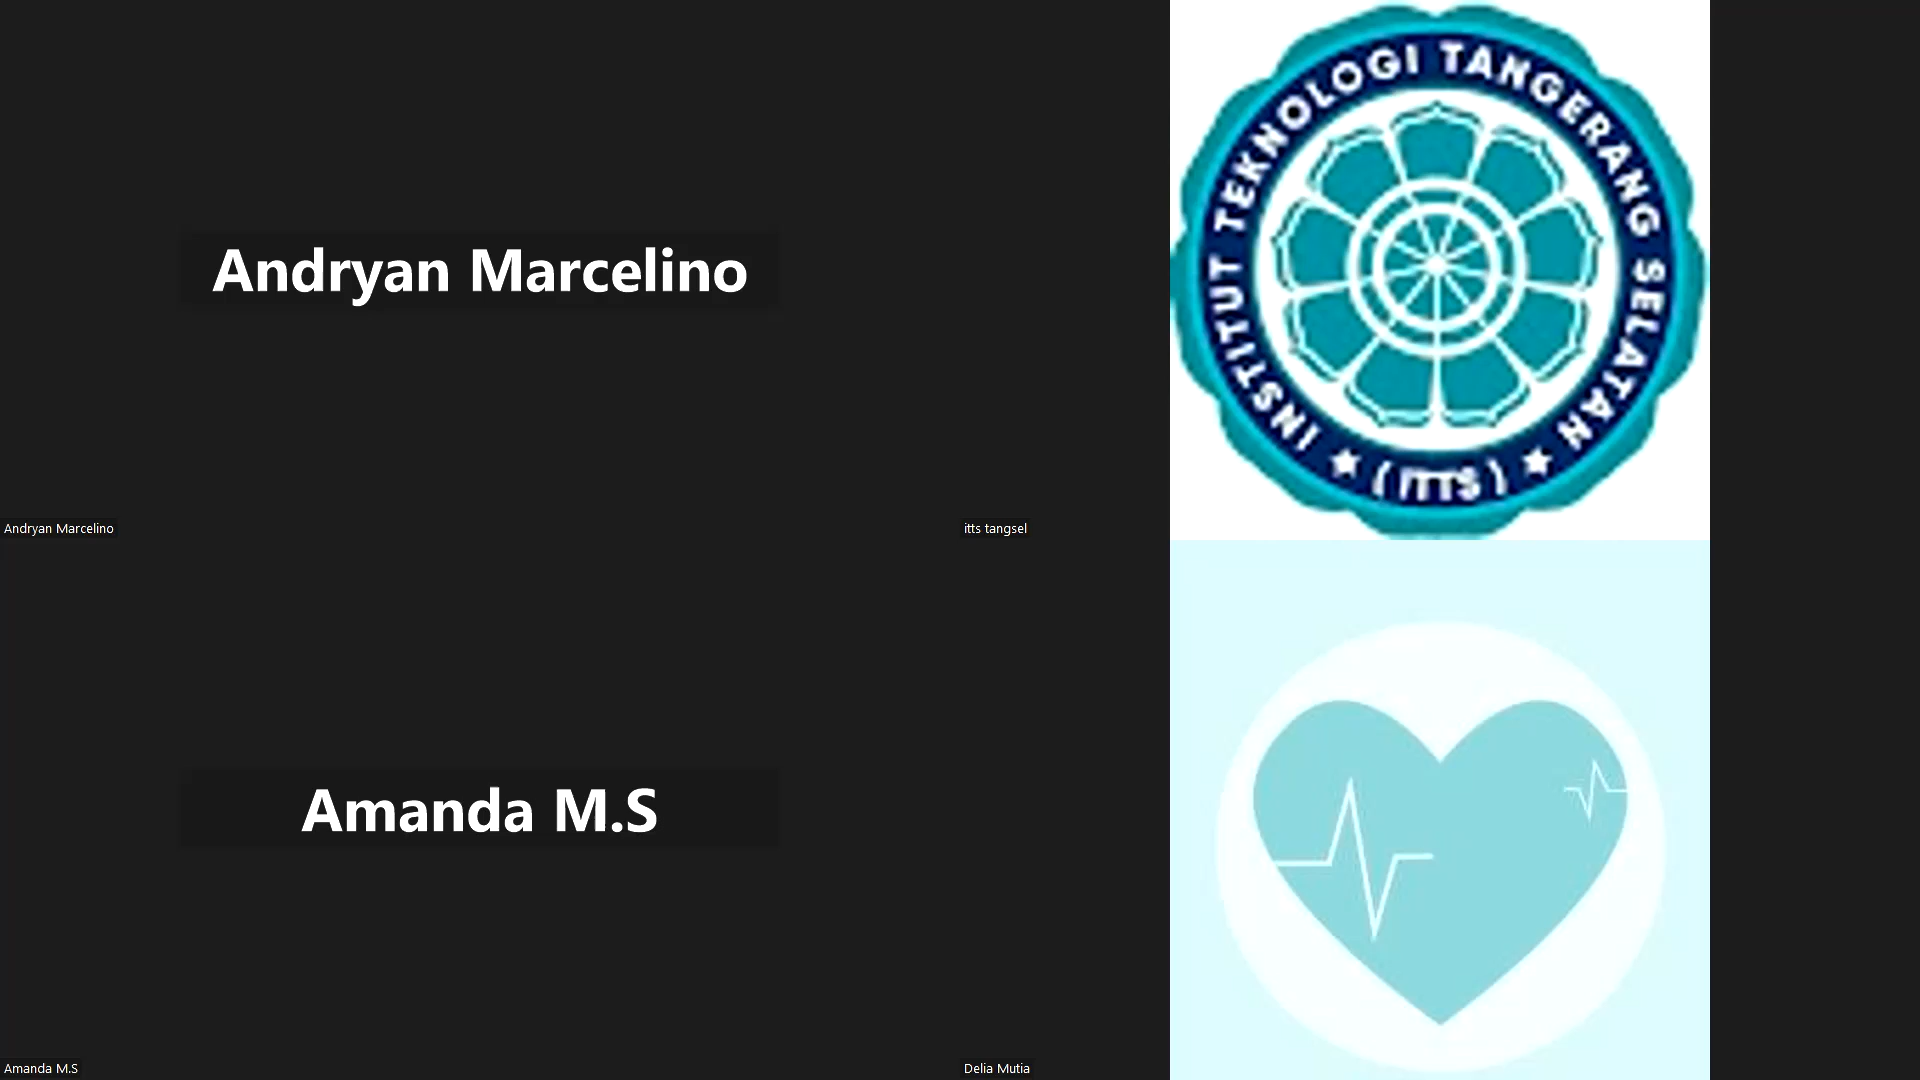 Andryan Marcelino
Andryan Marcelino
INSTITUT TEKNOLOGI TANGERANG SELATAN
( ITTS )
itts tangsel
Amanda M.S
Amanda M.S
Delia Mutia